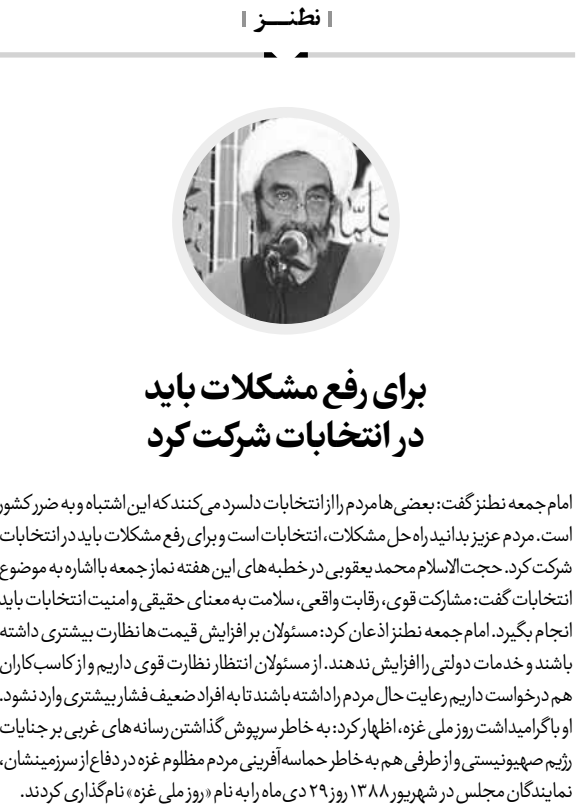 نطنز
برای رفع مشکلات باید
در انتخابات شرکت کرد
امام جمعه نطنز گفت: بعضی‌ها مردم را از انتخابات دلسرد می‌کنند که این اشتباه و به ضرر کشور
است. مردم عزیز بدانید راه حل مشکلات، انتخابات است و برای رفع مشکلات باید در انتخابات
شرکت کرد. حجت‌الاسلام محمد یعقوبی در خطبه‌های این هفته نماز جمعه با اشاره به موضوع
انتخابات گفت: مشارکت قوی، رقابت واقعی، سلامت به معنای حقیقی و امنیت انتخابات باید
انجام بگیرد. امام جمعه نطنز اذعان کرد: مسئولان بر افزایش قیمت‌ها نظارت بیشتری داشته
باشند و خدمات دولتی را افزایش ندهند. از مسئولان انتظار نظارت قوی داریم و از کاسب‌کاران
هم درخواست داریم رعایت حال مردم را داشته باشند تا به افراد ضعیف فشار بیشتری وارد نشود.
او با گرامیداشت روز ملی غزه، اظهار کرد: به خاطر سرپوش گذاشتن رسانه‌های غربی بر جنایات
رژیم صهیونیستی و از طرفی هم به خاطر حماسه‌آفرینی مردم مظلوم غزه در دفاع از سرزمینشان،
نمایندگان مجلس در شهریور ۱۳۸۸ روز ۲۹ دی ماه را به نام «روز ملی غزه» نام‌گذاری کردند.